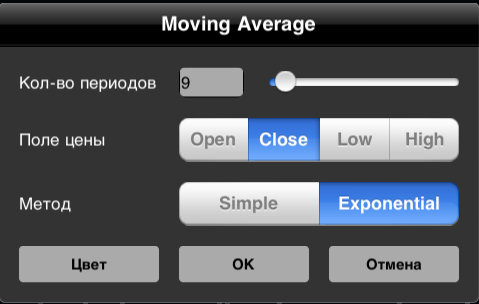 Moving Average
Кол-во периодов 9
Поле цены Open Close Low High
Метод Simple Exponential
Цвет OK Отмена